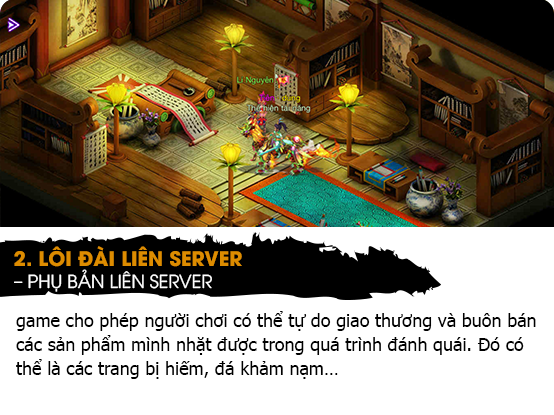 Li Nguyên
2. LÔI ĐÀI LIÊN SERVER
– PHỤ BẢN LIÊN SERVER
game cho phép người chơi có thể tự do giao thương và buôn bán
các sản phẩm mình nhặt được trong quá trình đánh quái. Đó có
thể là các trang bị hiếm, đá khảm nạm...